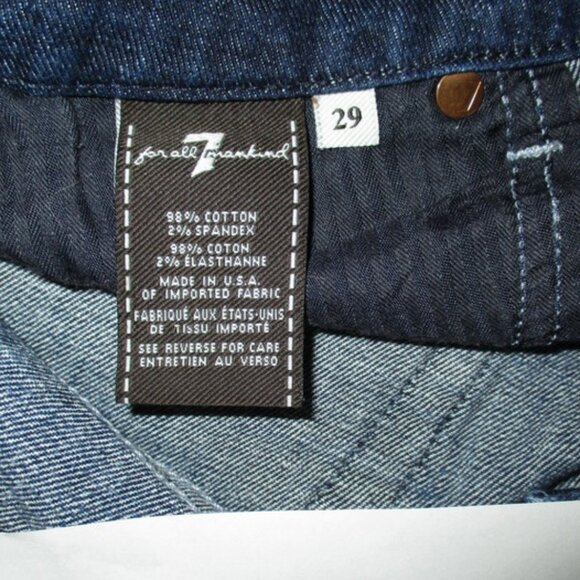 29
7
for all mankind
98% COTTON
2% SPANDEX
98% COTON
2% ÉLASTHANNE
MADE IN U.S.A.
OF IMPORTED FABRIC
FABRIQUÉ AUX ÉTATS-UNIS
DE TISSU IMPORTÉ
SEE REVERSE FOR CARE
ENTRETIEN AU VERSO